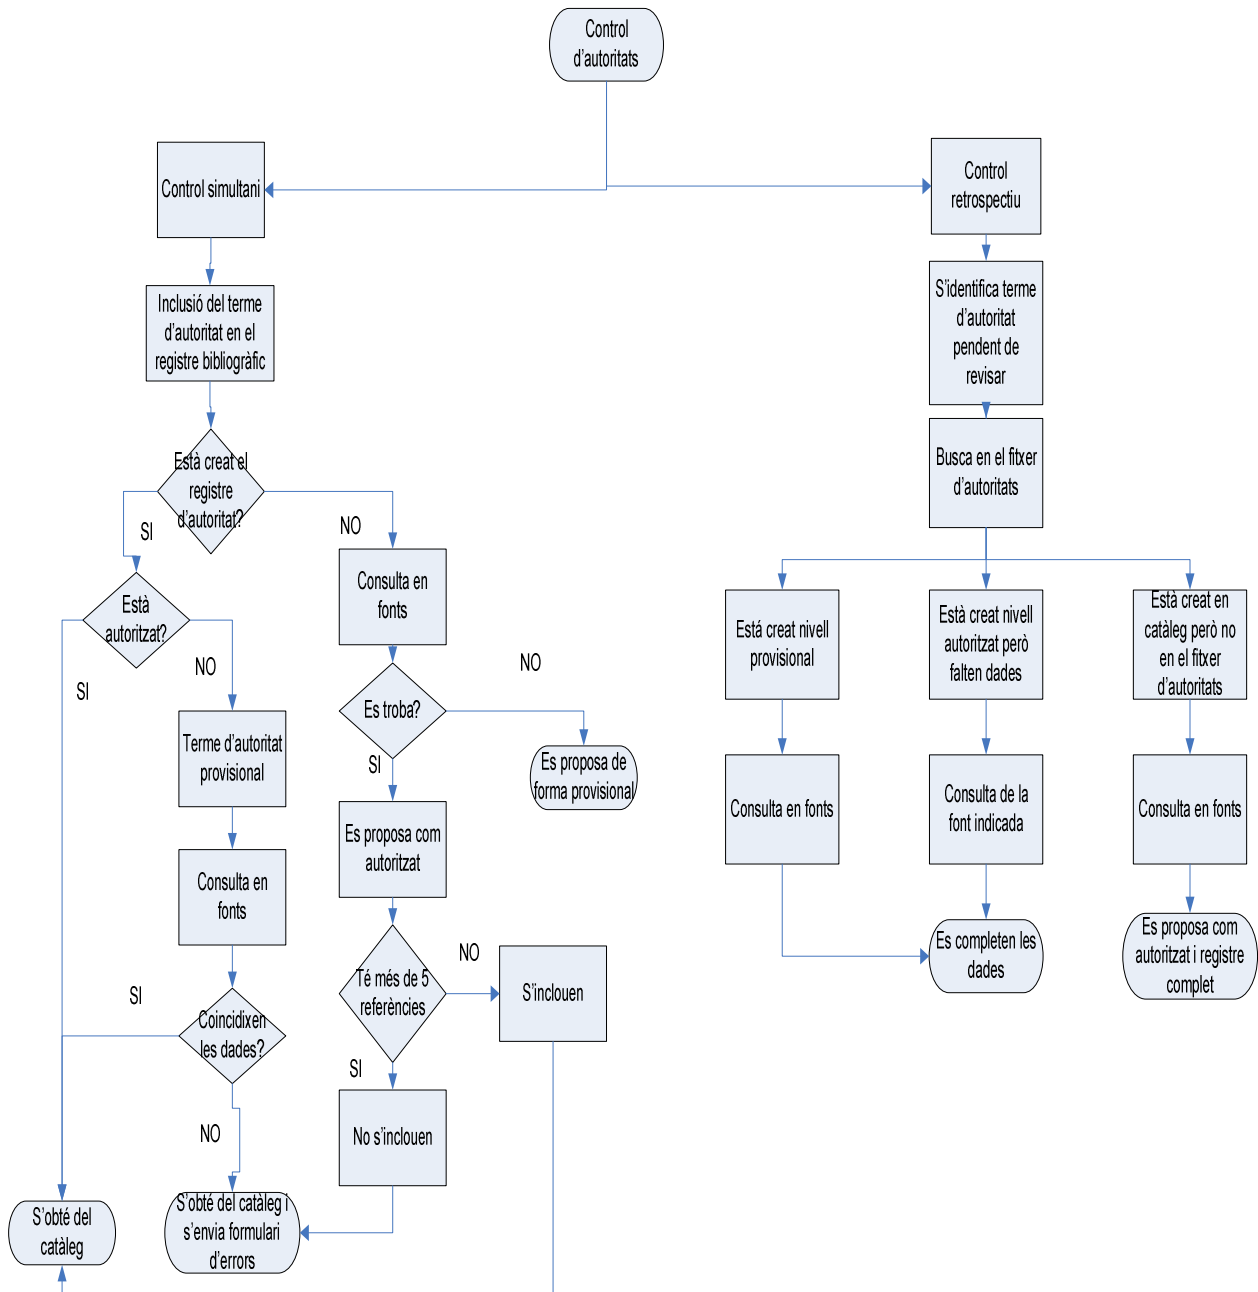 Control
d'autoritats
Control simultani
Control
retrospectiu
Inclusió del terme
d'autoritat en el
registre bibliogràfic
S'identifica terme
d'autoritat
pendent de
revisar
Està creat el
registre
d'autoritat?
Busca en el fitxer
d'autoritats
SI
NO
Està
autoritzat?
Consulta en
fonts
SI
NO
NO
Es troba?
SI
Está creat nivell
provisional
Està creat nivell
autoritzat però
falten dades
Està creat en
catàleg però no
en el fitxer
d'autoritats
Terme d'autoritat
provisional
Es proposa de
forma provisional
Es proposa com
autoritzat
Consulta en fonts
Consulta de la
font indicada
Consulta en fonts
Consulta en
fonts
Té més de 5
referències
NO
S'inclouen
SI
Es completen les
dades
Es proposa com
autoritzat i registre
complet
SI
Coincidixen
les dades?
NO
No s'inclouen
S'obté del
catàleg
S'obté del catàleg i
s'envia formulari
d'errors